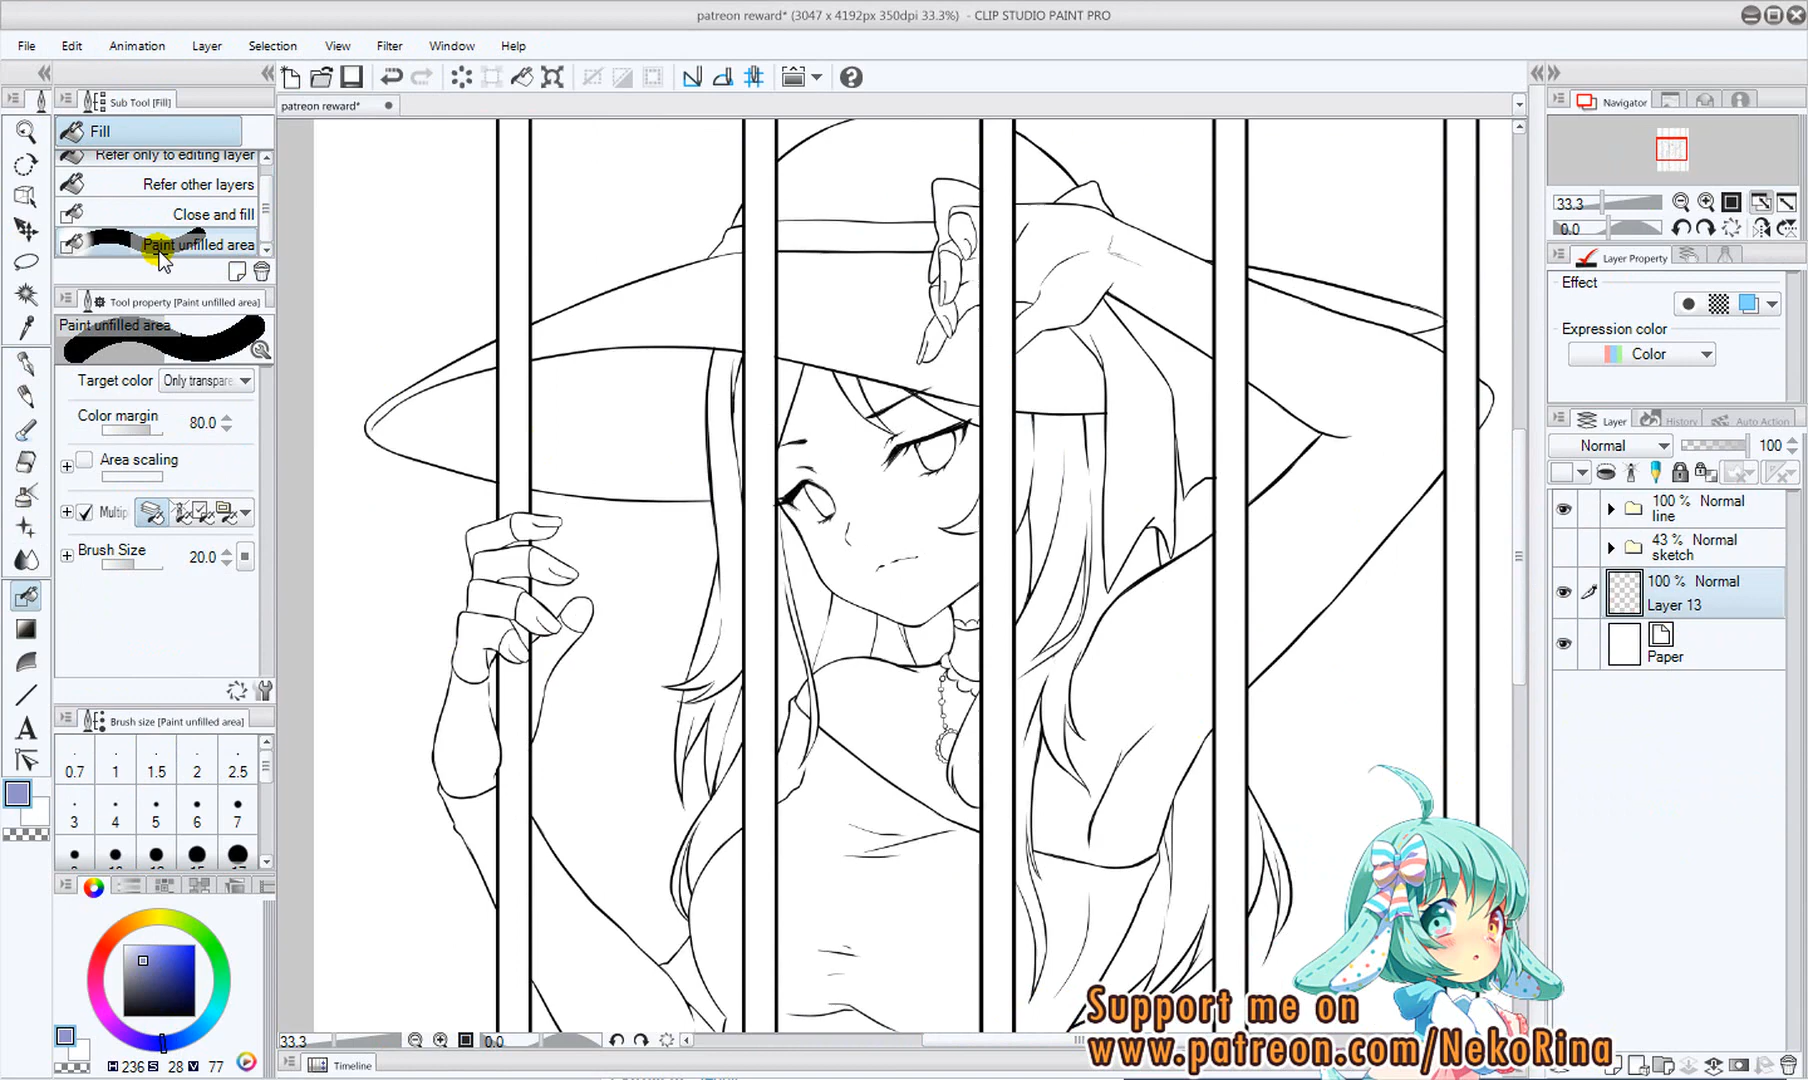 patreon reward* (3047 x 4192px 350dpi 33.3%) - CLIP STUDIO PAINT PRO
File Edit Animation Layer Selection View Filter Window Help
Sub Tool [Fill]
patreon reward*
Navigator
Fill
Refer only to editing layer
Refer other layers
Close and fill
Paint unfilled area
33.3
0.0
Tool property [Paint unfilled area]
Paint unfilled area
Target color Only transpare
Color margin 80.0
Area scaling
Multip
Brush Size 20.0
Layer Property
Effect
Expression color
Color
Layer History Auto Action
Normal 100
100 % Normal
line
43 % Normal
sketch
100 % Normal
Layer 13
Paper
Brush size [Paint unfilled area]
0.7 1 1.5 2 2.5
3 4 5 6 7
A
H 236 S 28 V 77
33.3 0.0
Timeline
Support me on
www.patreon.com/NekoRina